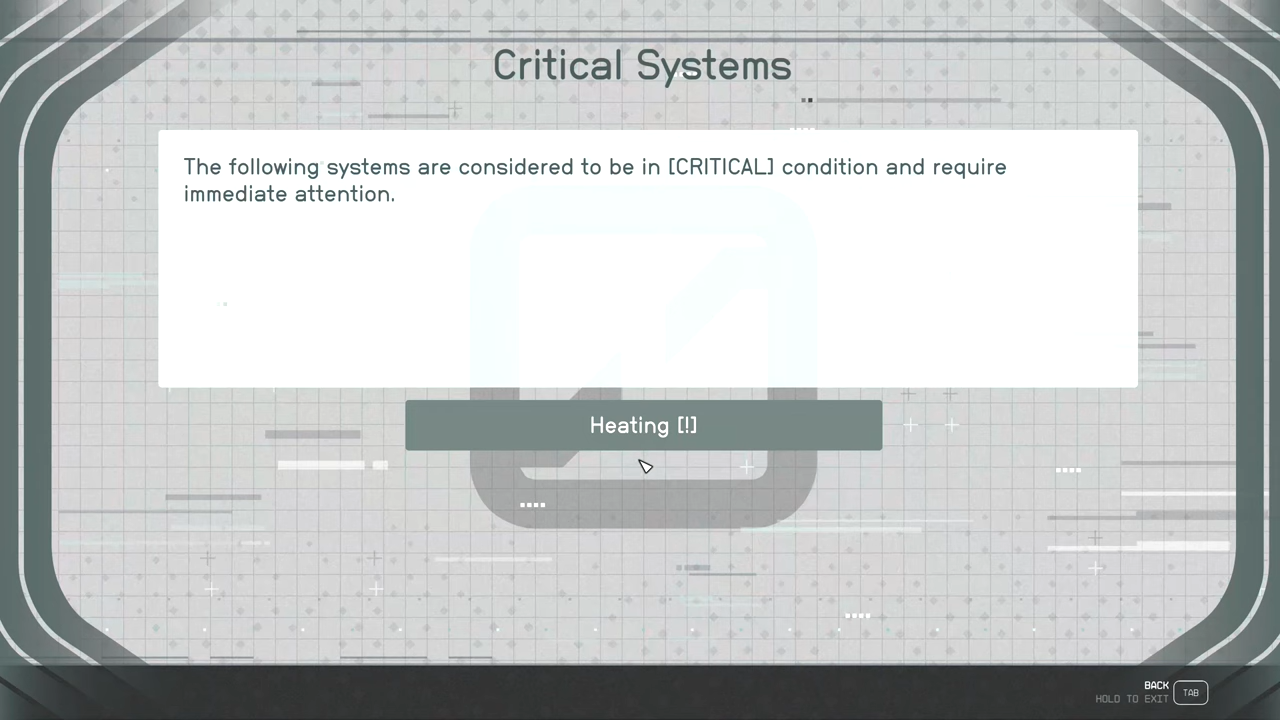 Critical Systems
The following systems are considered to be in [CRITICAL] condition and require
immediate attention.
Heating [!]
BACK
HOLD TO EXIT
TAB